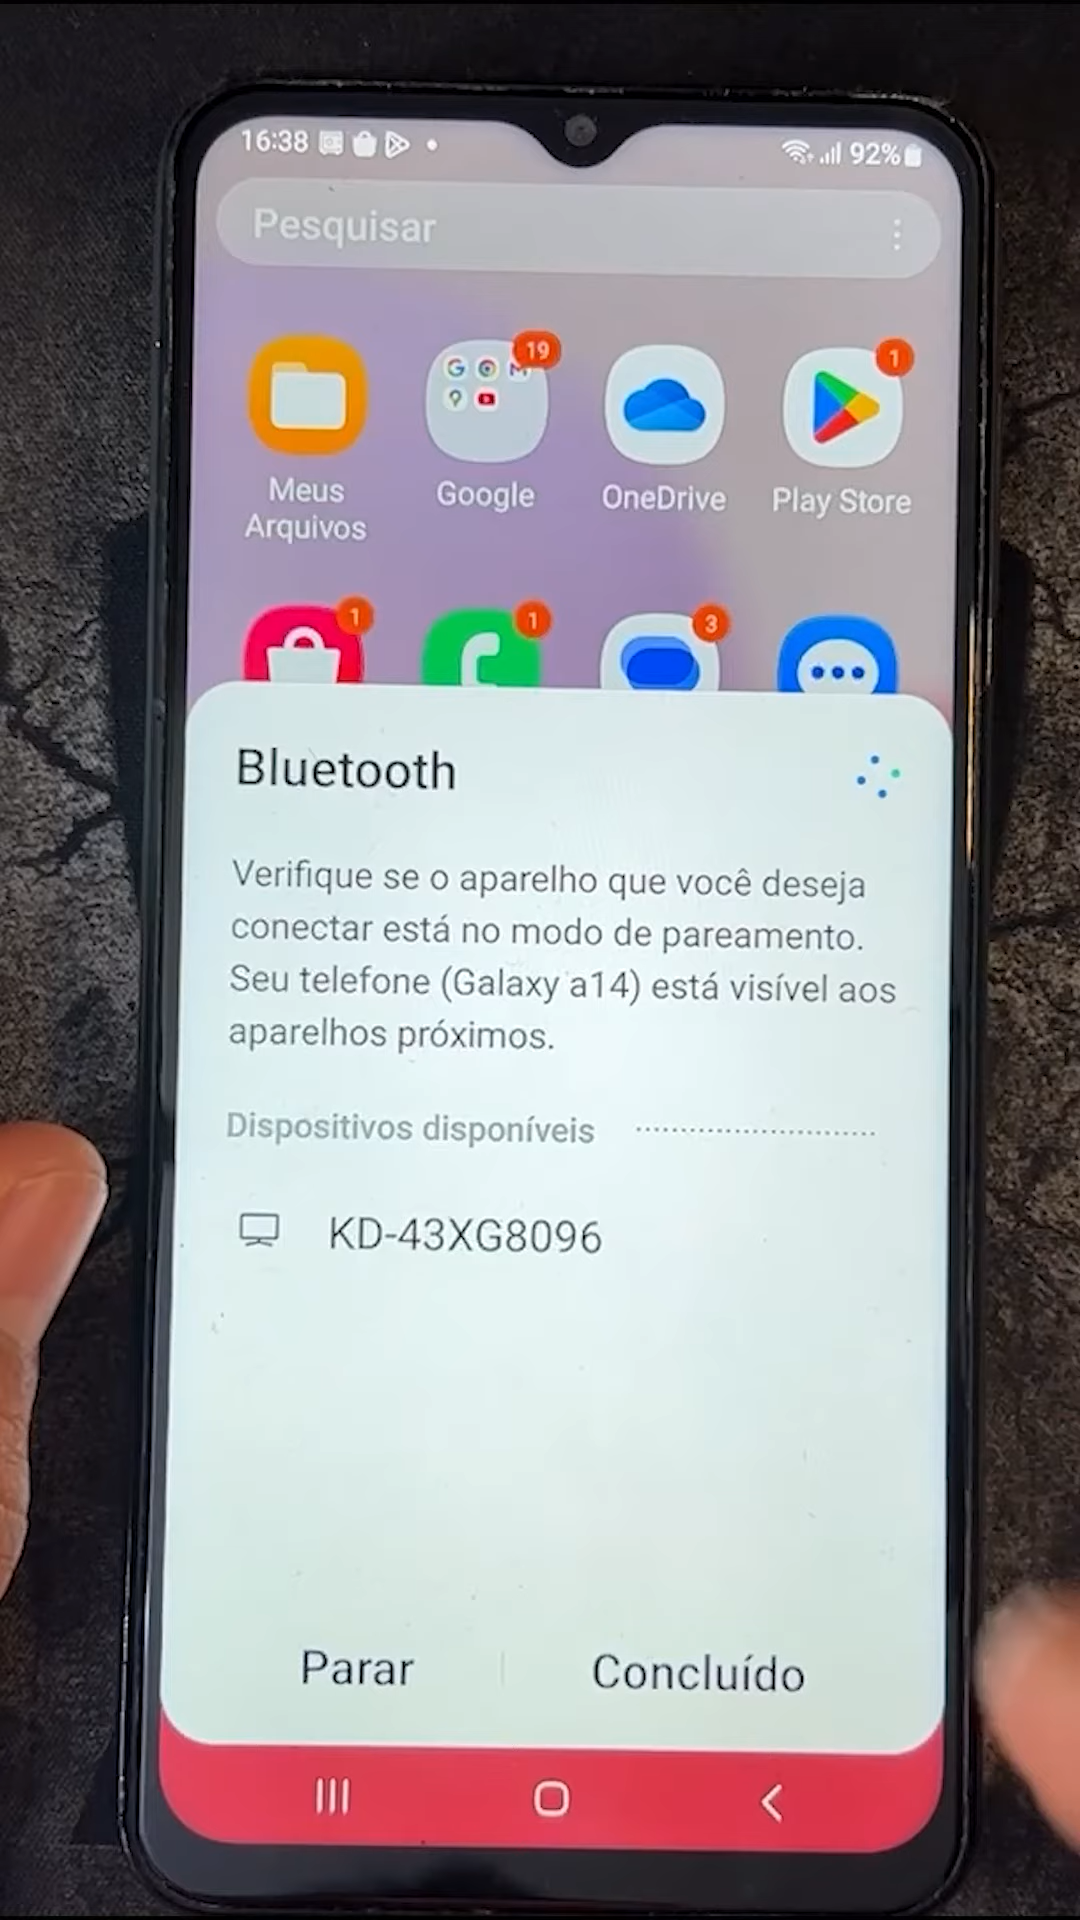 16:38
92%
Pesquisar
19
1
Meus
Arquivos
Google
OneDrive
Play Store
1
1
3
Bluetooth
Verifique se o aparelho que você deseja
conectar está no modo de pareamento.
Seu telefone (Galaxy a14) está visível aos
aparelhos próximos.
Dispositivos disponíveis
KD-43XG8096
Parar
Concluído